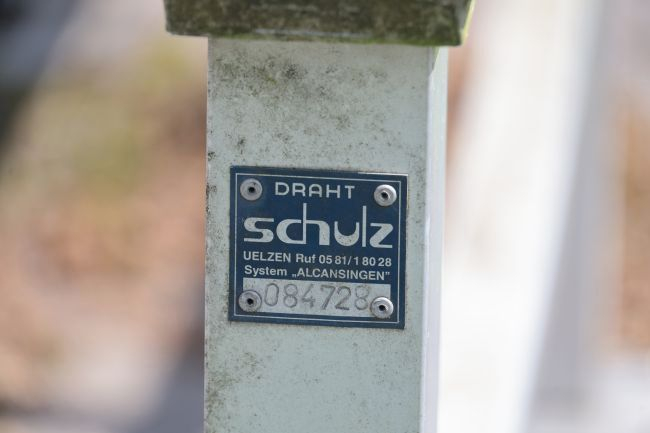 DRAHT
schulz
UELZEN Ruf 05 81/1 80 28
System „ALCANSINGEN"
084728